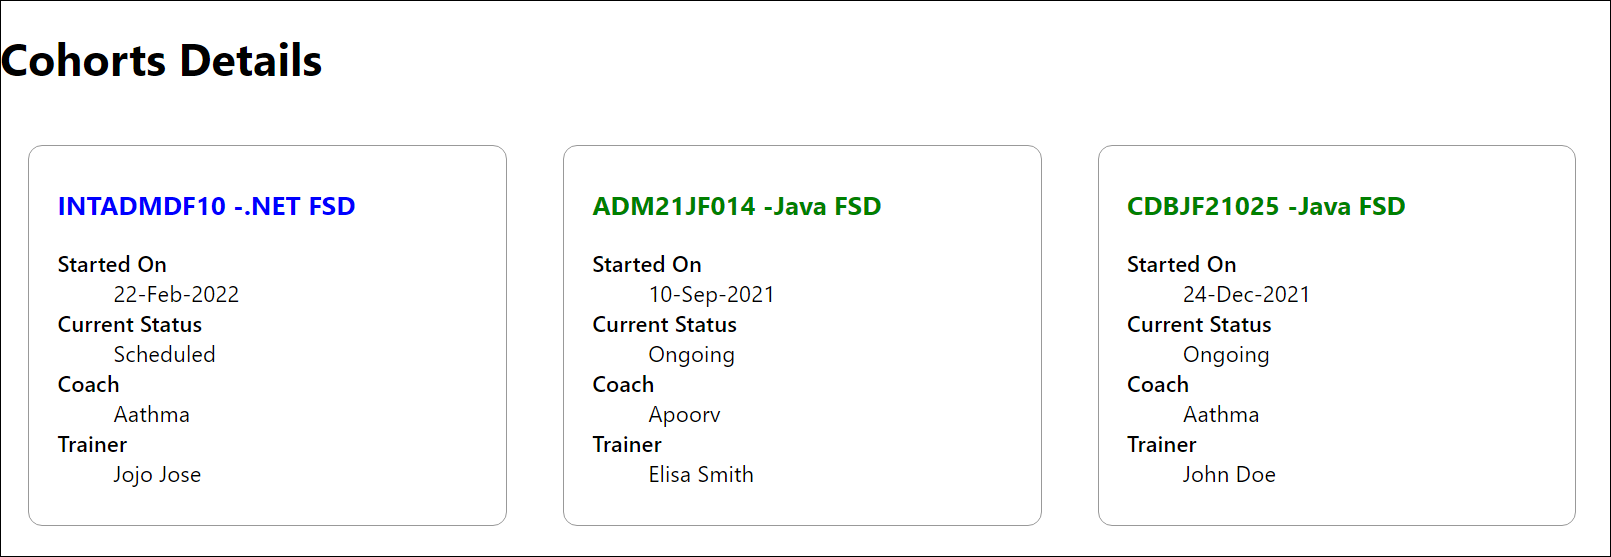 Cohorts Details
INTADMDF10 -.NET FSD
Started On
22-Feb-2022
Current Status
Scheduled
Coach
Aathma
Trainer
Jojo Jose
ADM21JF014 -Java FSD
Started On
10-Sep-2021
Current Status
Ongoing
Coach
Apoorv
Trainer
Elisa Smith
CDBJF21025 -Java FSD
Started On
24-Dec-2021
Current Status
Ongoing
Coach
Aathma
Trainer
John Doe